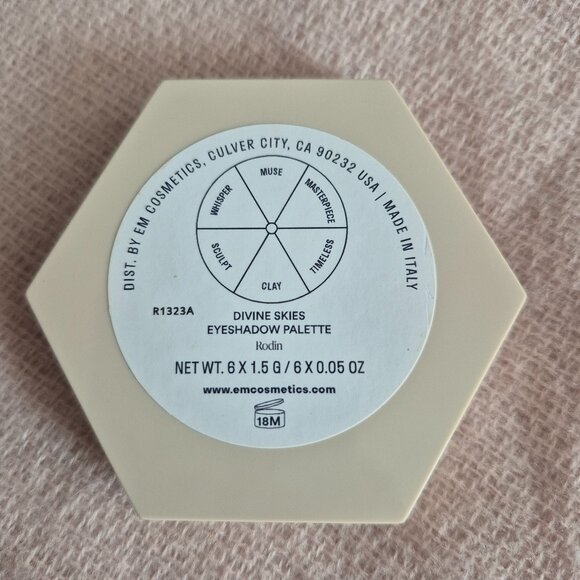 DIST. BY EM COSMETICS, CULVER CITY, CA 90232 USA | MADE IN ITALY
MUSE
MASTERPIECE
TIMELESS
CLAY
SCULPT
WHISPER
R1323A
DIVINE SKIES
EYESHADOW PALETTE
Rodin
NET WT. 6 X 1.5 G / 6 X 0.05 OZ
www.emcosmetics.com
18M